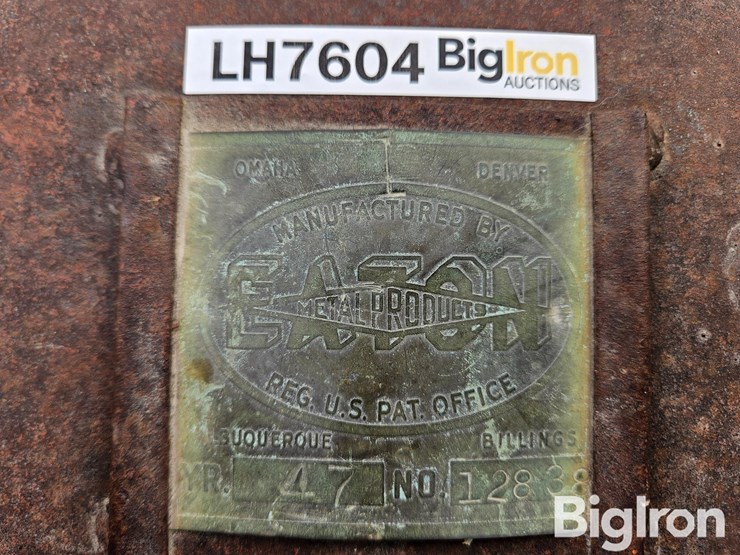 LH7604 BigIron
AUCTIONS
OMAHA DENVER
MANUFACTURED BY
EATON
METAL PRODUCTS
REG. U.S. PAT. OFFICE
BUQUERQUE BILLINGS
YR. 47 NO. 12838
BigIron